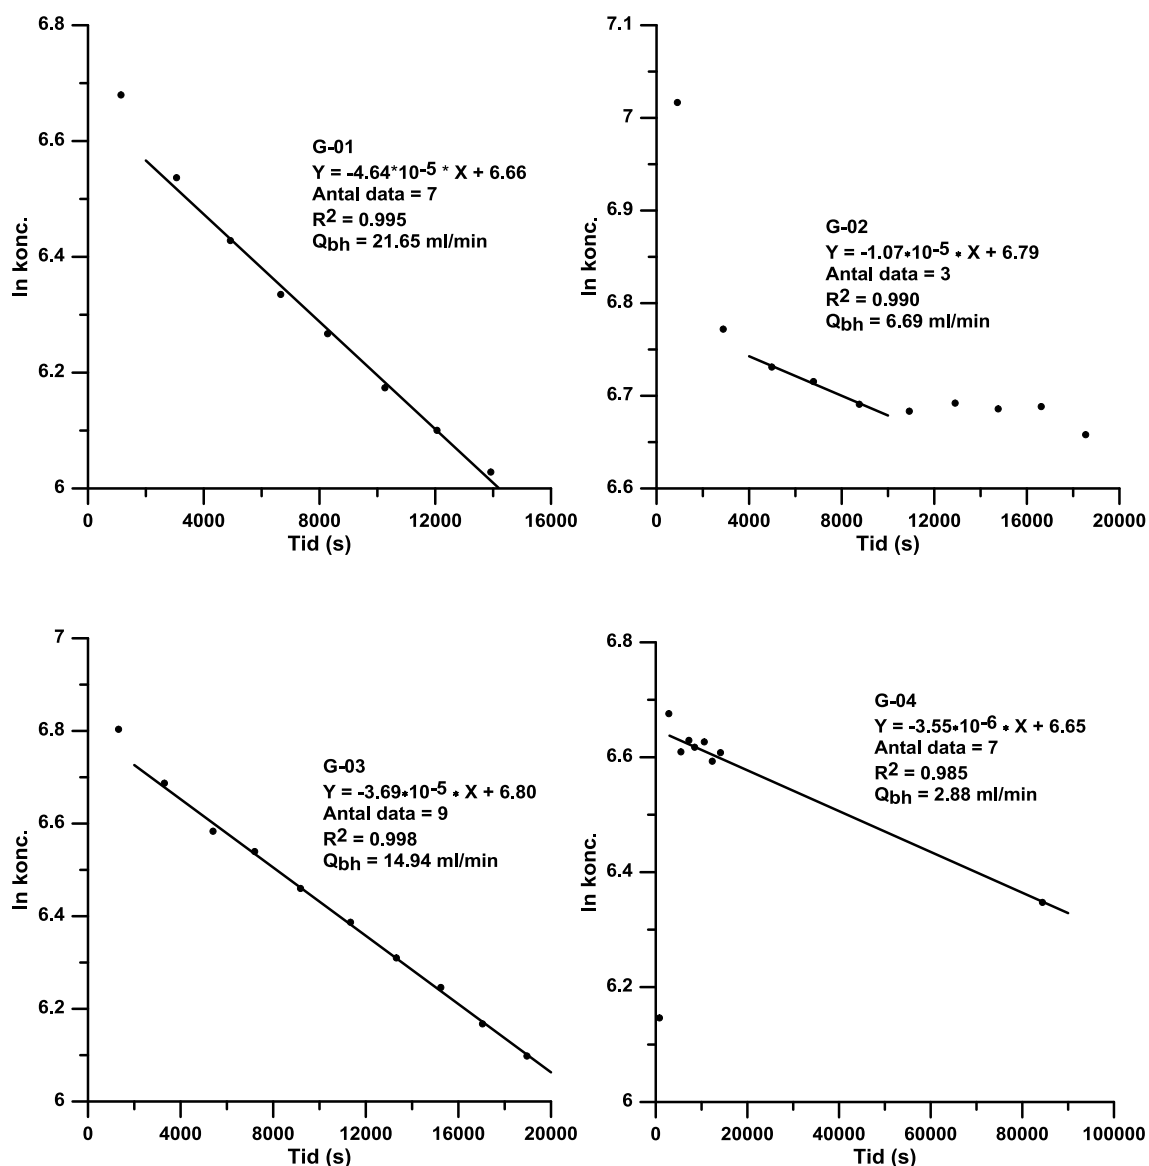 6.8
6.6
6.4
6.2
6
ln konc.
G-01
Y = -4.64*10-5 * X + 6.66
Antal data = 7
R2 = 0.995
Qbh = 21.65 ml/min
0 4000 8000 12000 16000
Tid (s)
7.1
7
6.9
6.8
6.7
6.6
ln konc.
G-02
Y = -1.07*10-5 * X + 6.79
Antal data = 3
R2 = 0.990
Qbh = 6.69 ml/min
0 4000 8000 12000 16000 20000
Tid (s)
7
6.8
6.6
6.4
6.2
6
ln konc.
G-03
Y = -3.69*10-5 * X + 6.80
Antal data = 9
R2 = 0.998
Qbh = 14.94 ml/min
0 4000 8000 12000 16000 20000
Tid (s)
6.8
6.6
6.4
6.2
6
ln konc.
G-04
Y = -3.55*10-6 * X + 6.65
Antal data = 7
R2 = 0.985
Qbh = 2.88 ml/min
0 20000 40000 60000 80000 100000
Tid (s)